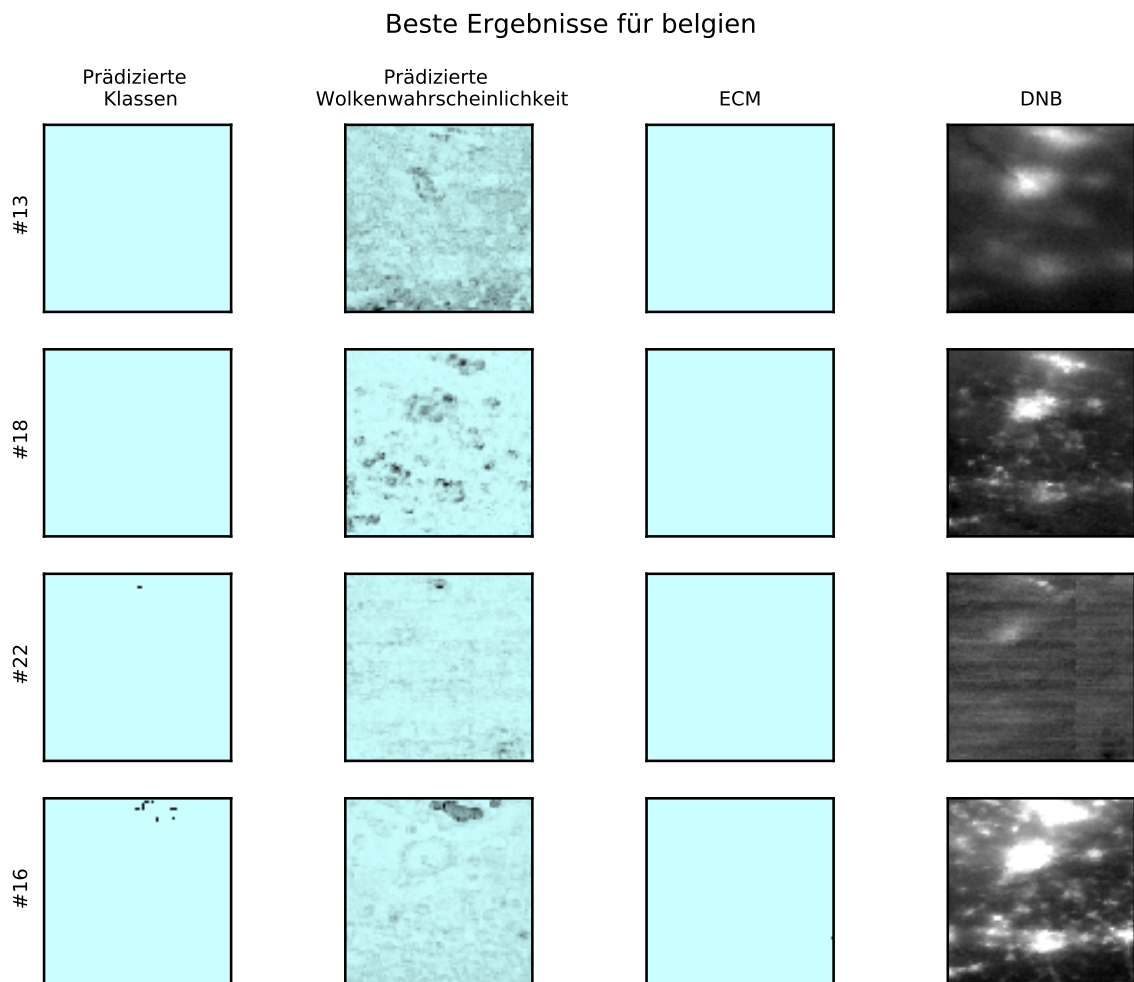 Beste Ergebnisse für belgien
Prädizierte
Klassen
Prädizierte
Wolkenwahrscheinlichkeit
ECM
DNB
#13
#18
#22
#16